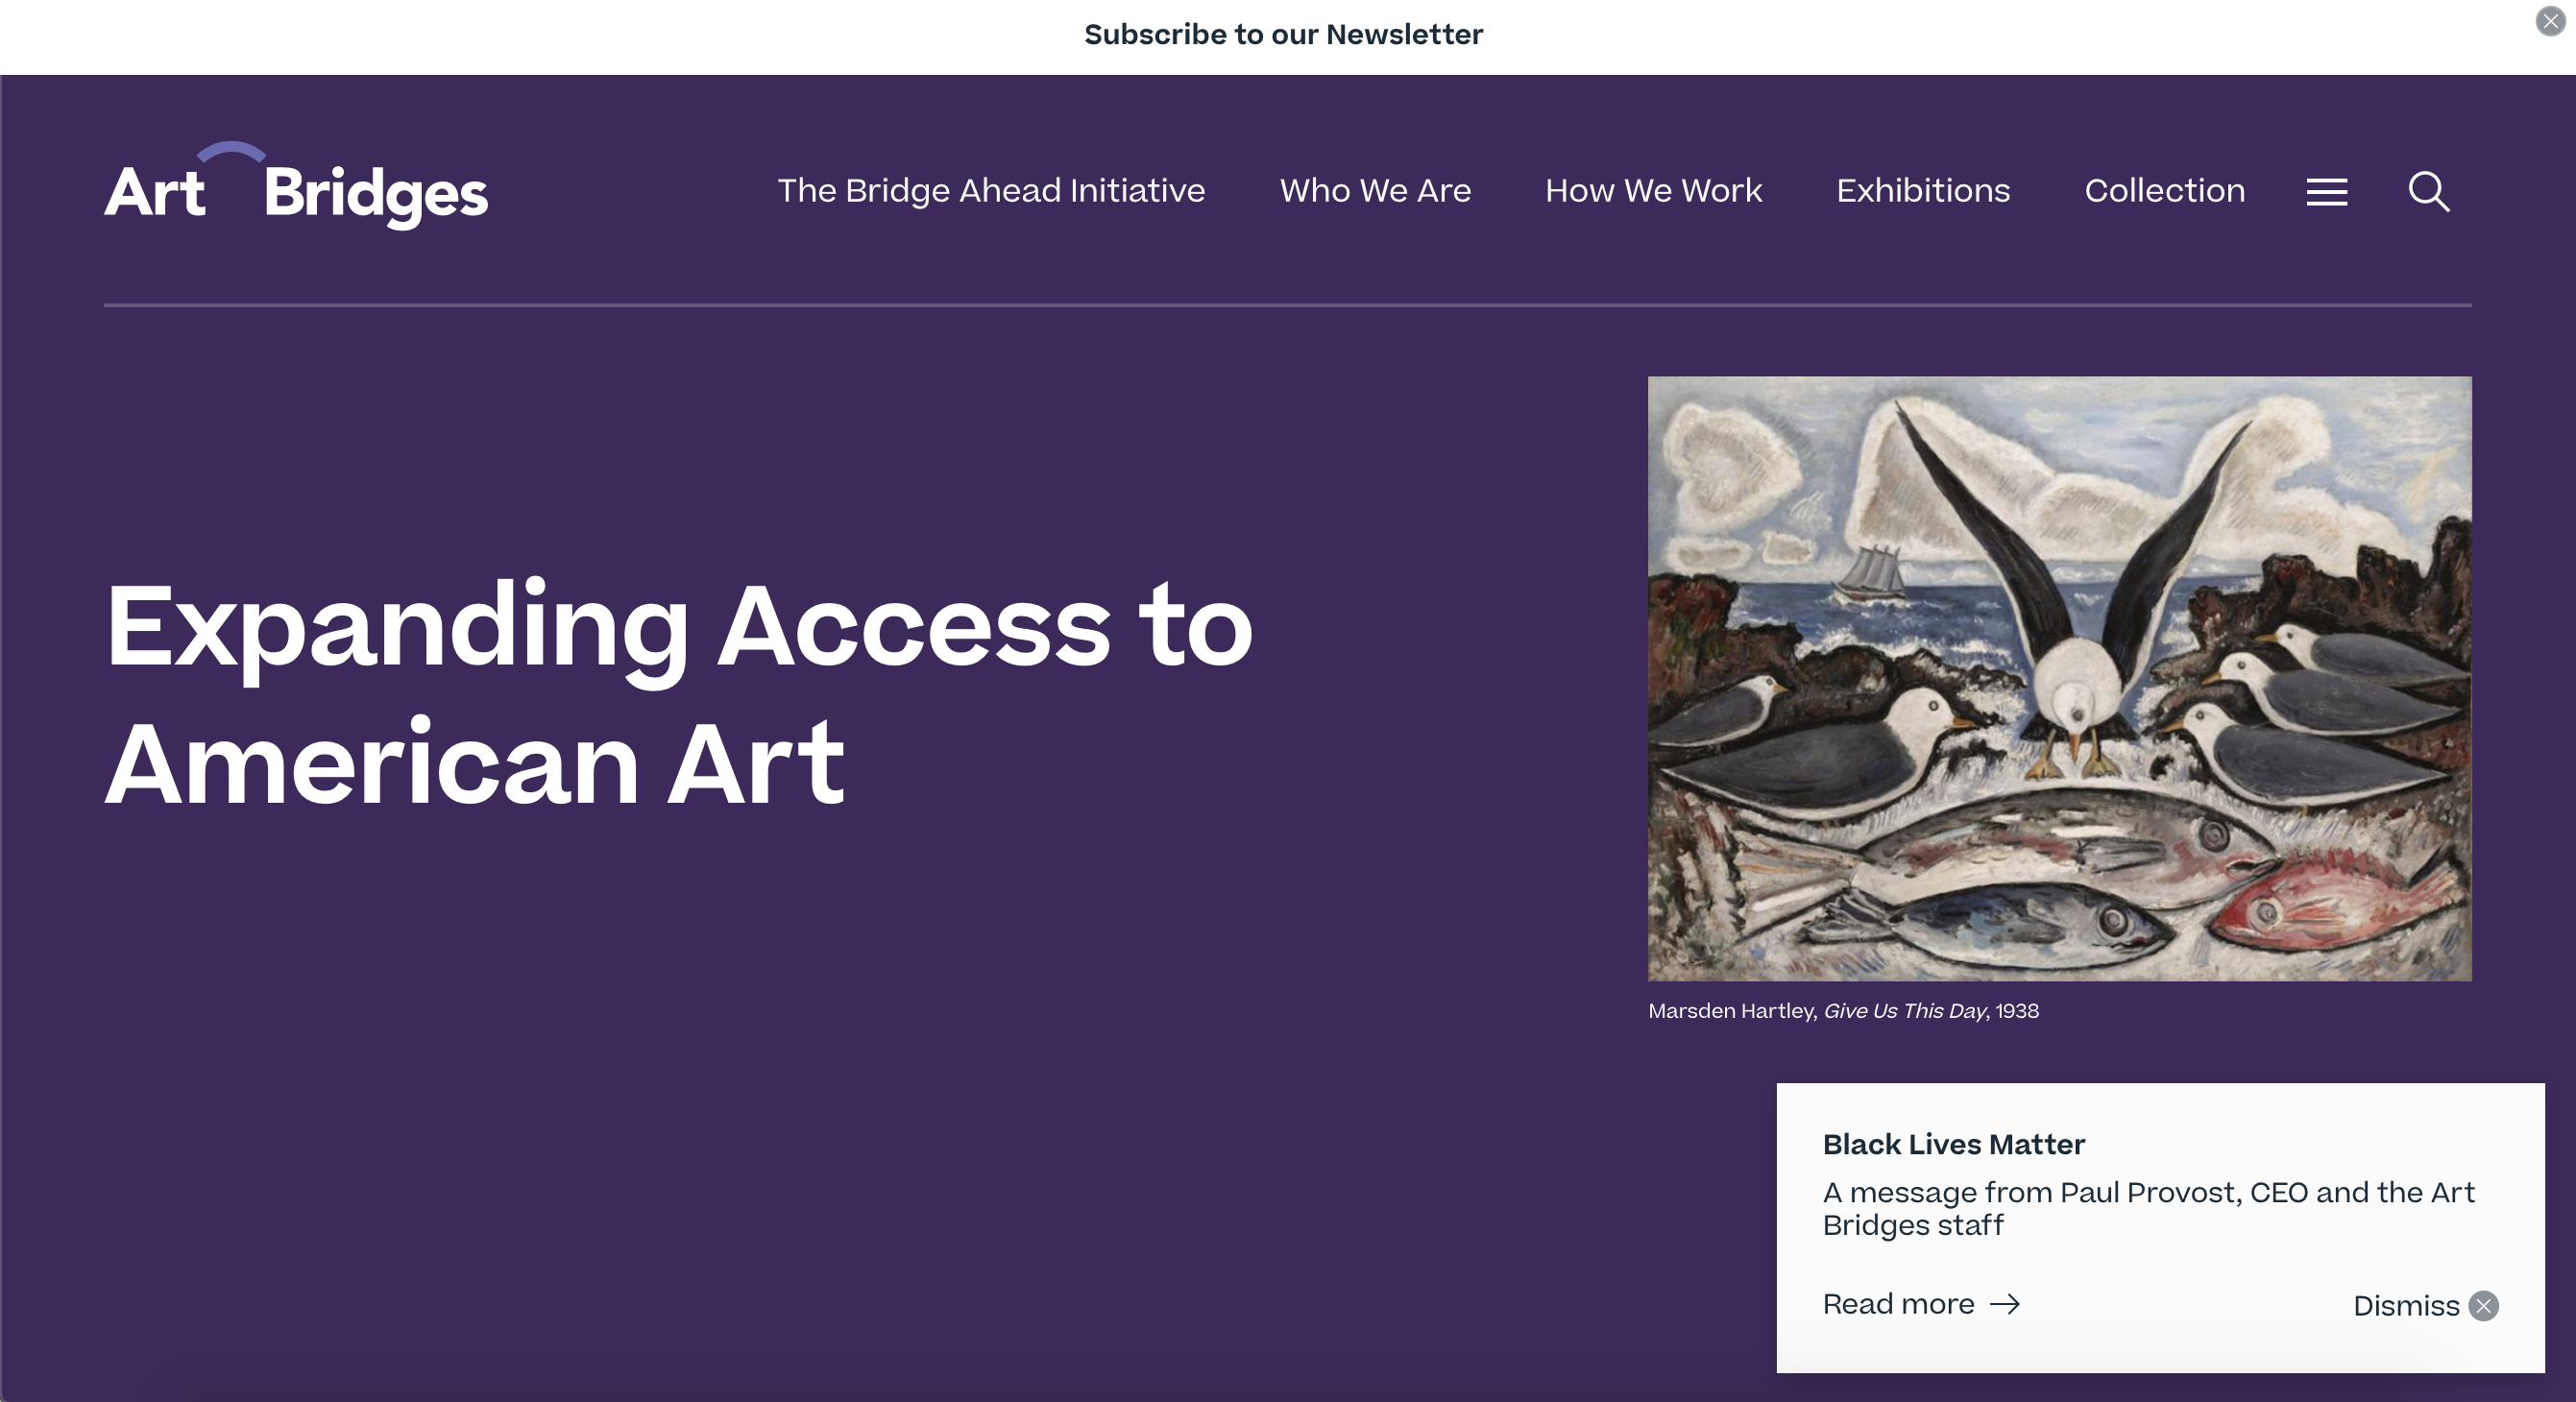 Subscribe to our Newsletter
Art Bridges
The Bridge Ahead Initiative
Who We Are
How We Work
Exhibitions
Collection
Expanding Access to
American Art
Marsden Hartley, Give Us This Day, 1938
Black Lives Matter
A message from Paul Provost, CEO and the Art
Bridges staff
Read more
Dismiss